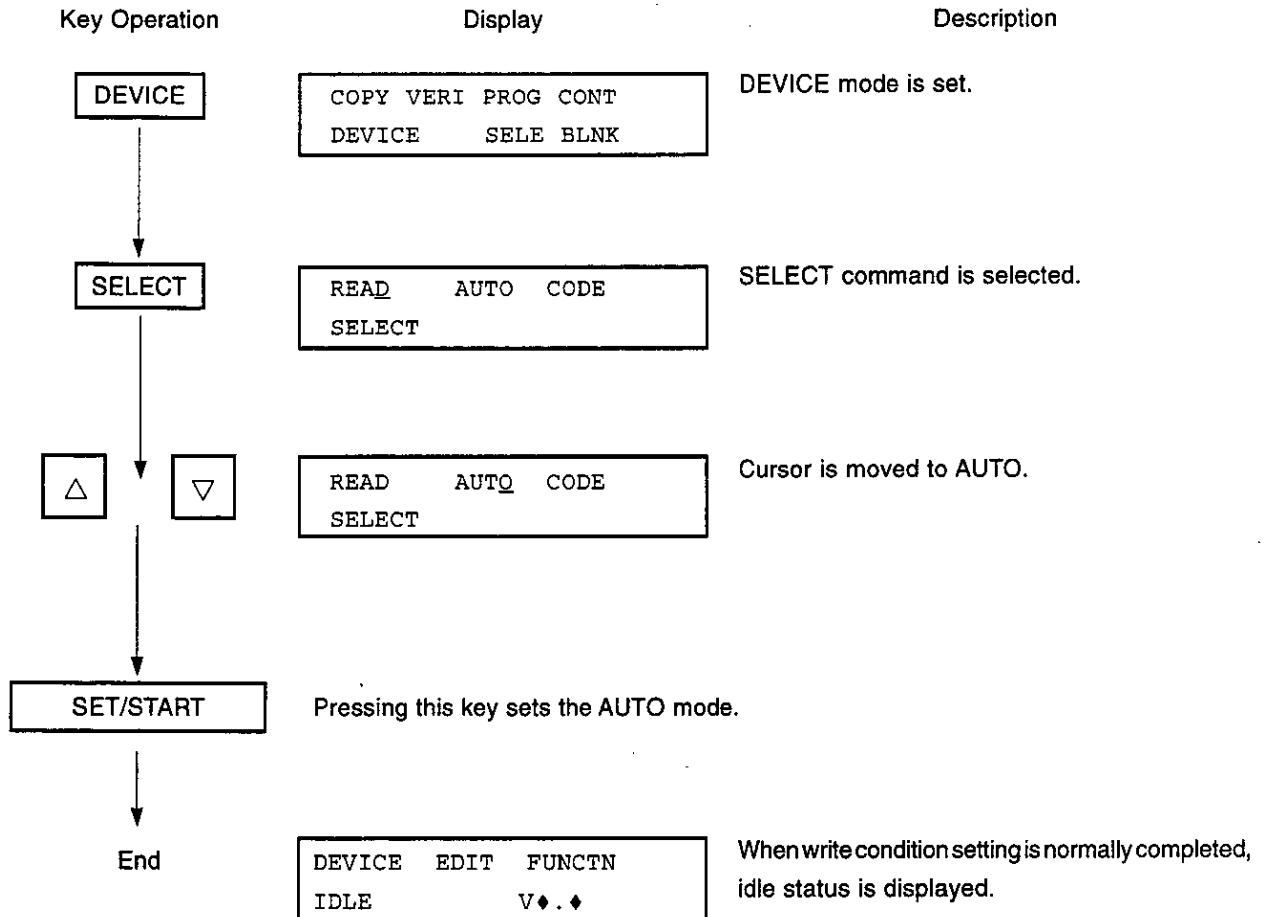 Key Operation Display Description
DEVICE
COPY VERI PROG CONT
DEVICE SELE BLNK
DEVICE mode is set.
SELECT
READ AUTO CODE
SELECT
SELECT command is selected.
△ ▽
READ AUTO CODE
SELECT
Cursor is moved to AUTO.
SET/START
Pressing this key sets the AUTO mode.
End
DEVICE EDIT FUNCTN
IDLE V♦.♦
When write condition setting is normally completed,
idle status is displayed.